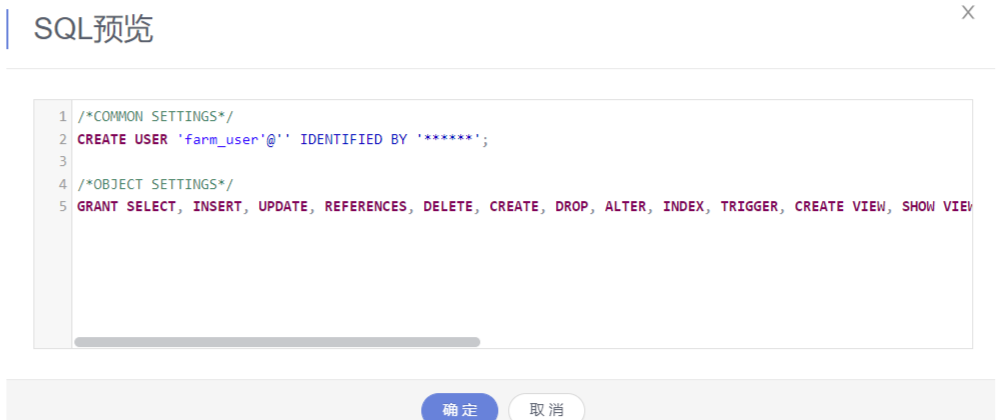 SQL预览
X
1 /*COMMON SETTINGS*/
2 CREATE USER 'farm_user'@'' IDENTIFIED BY '******';
3
4 /*OBJECT SETTINGS*/
5 GRANT SELECT, INSERT, UPDATE, REFERENCES, DELETE, CREATE, DROP, ALTER, INDEX, TRIGGER, CREATE VIEW, SHOW VIEW
确定 取消